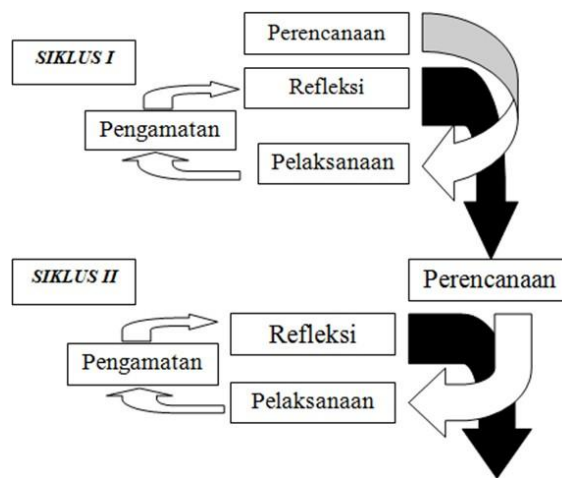 Perencanaan
SIKLUS I
Refleksi
Pengamatan
Pelaksanaan
SIKLUS II
Perencanaan
Refleksi
Pengamatan
Pelaksanaan